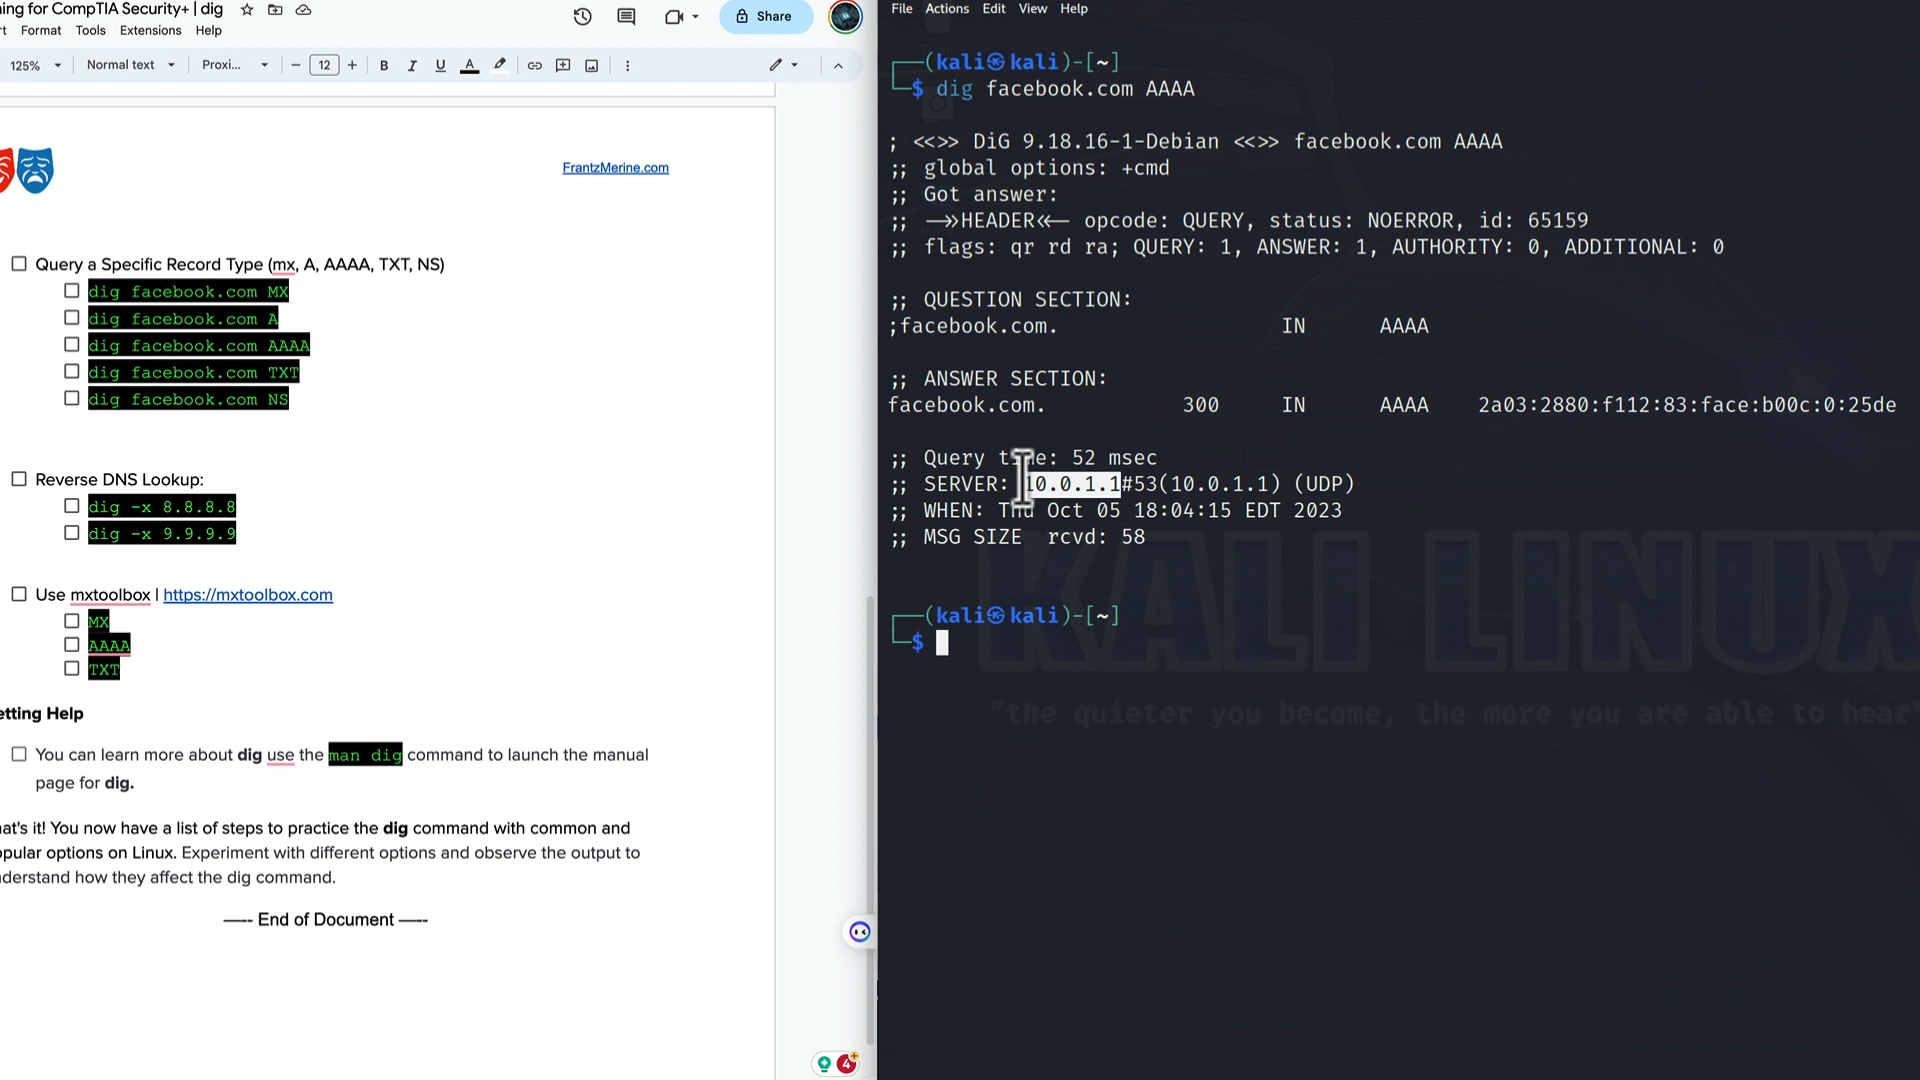 ning for CompTIA Security+ | dig
Share
rt Format Tools Extensions Help
125% Normal text Proxi... 12 B I U A
FrantzMerine.com
Query a Specific Record Type (mx, A, AAAA, TXT, NS)
dig facebook.com MX
dig facebook.com A
dig facebook.com AAAA
dig facebook.com TXT
dig facebook.com NS
Reverse DNS Lookup:
dig -x 8.8.8.8
dig -x 9.9.9.9
Use mxtoolbox | https://mxtoolbox.com
MX
AAAA
TXT
etting Help
You can learn more about dig use the man dig command to launch the manual
page for dig.
hat's it! You now have a list of steps to practice the dig command with common and
opular options on Linux. Experiment with different options and observe the output to
nderstand how they affect the dig command.
—-- End of Document —--
4
File Actions Edit View Help
(kali㉿kali)-[~]
$ dig facebook.com AAAA
; <<>> DiG 9.18.16-1-Debian <<>> facebook.com AAAA
;; global options: +cmd
;; Got answer:
;; ->>HEADER<<- opcode: QUERY, status: NOERROR, id: 65159
;; flags: qr rd ra; QUERY: 1, ANSWER: 1, AUTHORITY: 0, ADDITIONAL: 0
;; QUESTION SECTION:
;facebook.com. IN AAAA
;; ANSWER SECTION:
facebook.com. 300 IN AAAA 2a03:2880:f112:83:face:b00c:0:25de
;; Query time: 52 msec
;; SERVER: 10.0.1.1#53(10.0.1.1) (UDP)
;; WHEN: Thu Oct 05 18:04:15 EDT 2023
;; MSG SIZE rcvd: 58
(kali㉿kali)-[~]
$
KALI LINUX
"the quieter you become, the more you are able to hear"